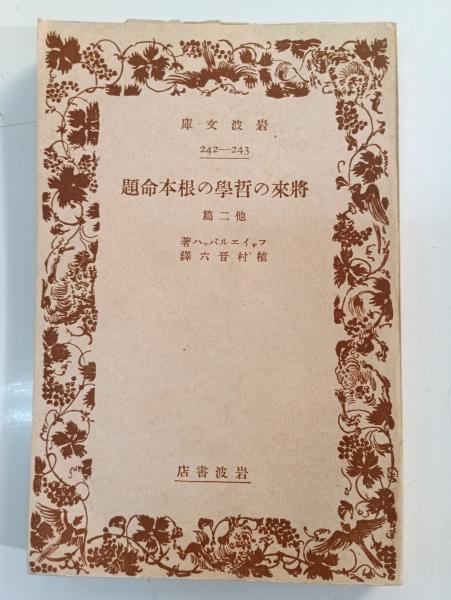 岩波文庫
242—243
將來の哲學の根本命題
他二篇
フォイエルバッハ著
植村晋六譯
岩波書店